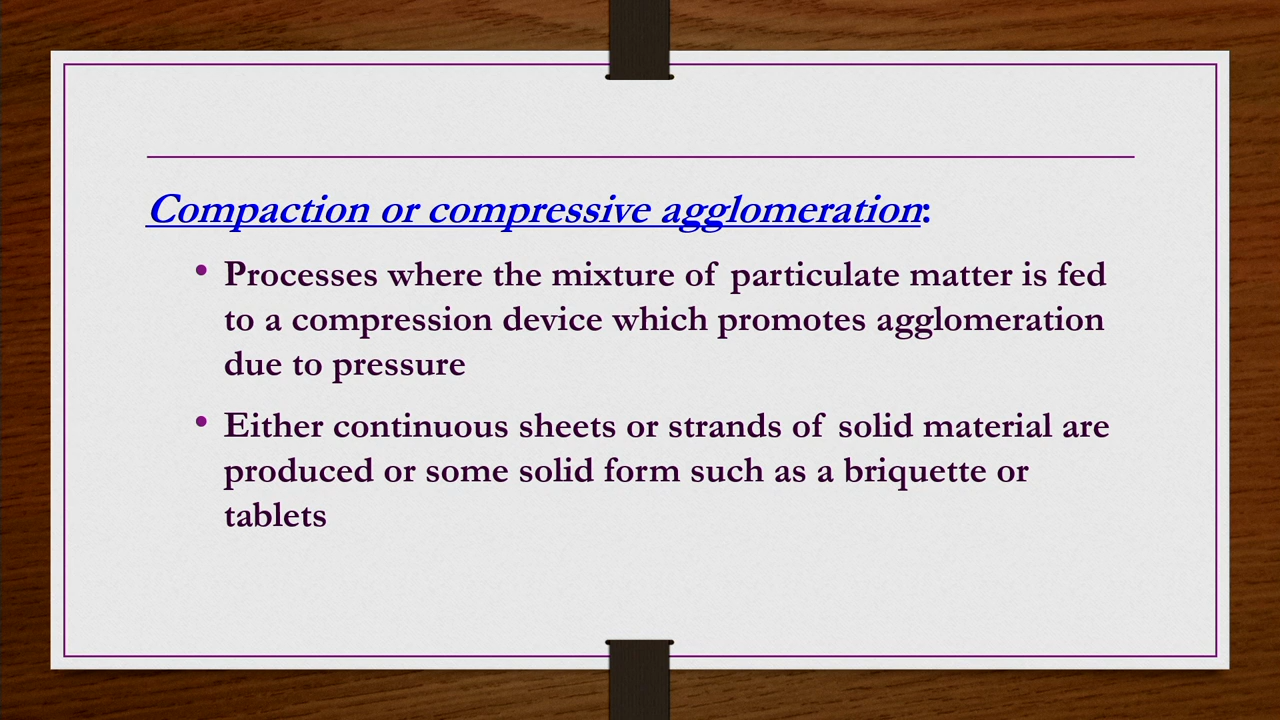 Compaction or compressive agglomeration:
• Processes where the mixture of particulate matter is fed
to a compression device which promotes agglomeration
due to pressure
• Either continuous sheets or strands of solid material are
produced or some solid form such as a briquette or
tablets